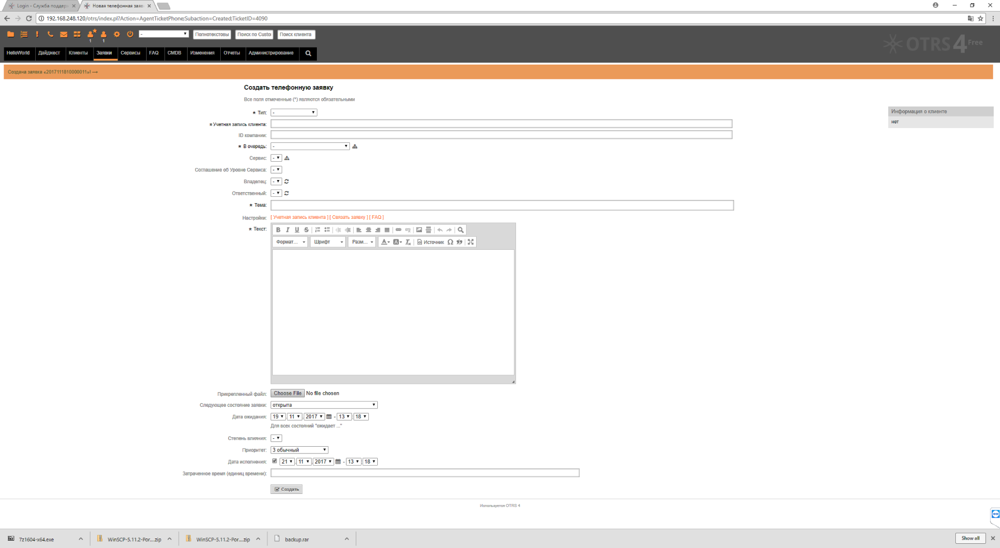 Login - Служба поддерж
Новая телефонная заяв
192.168.248.120/otrs/index.pl?Action=AgentTicketPhone;Subaction=Created;TicketID=4090
-
Полнотекстовы
Поиск по Custor
Поиск клиента
1
1
OTRS 4 Free
HelloWorld
Дайджест
Клиенты
Заявки
Сервисы
FAQ
CMDB
Изменения
Отчеты
Администрирование
Создана заявка «2017111810000011»! →
Создать телефонную заявку
Все поля отмеченные (*) являются обязательными
* Тип: -
Информация о клиенте
нет
* Учетная запись клиента:
ID компании:
* В очередь: -
Сервис: -
Соглашение об Уровне Сервиса: -
Владелец: -
Ответственный: -
* Тема:
Настройки: [ Учетная запись клиента ] [ Связать заявку ] [ FAQ ]
* Текст:
Формат...
Шрифт
Разм...
Источник
Прикрепленный файл: Choose File No file chosen
Следующее состояние заявки: открыта
Дата ожидания: 19 . 11 . 2017 - 13 : 18
Для всех состояний "ожидает ..."
Степень влияния: -
Приоритет: 3 обычный
Дата исполнения: 21 . 11 . 2017 - 13 : 18
Затраченное время (единиц времени):
Создать
Используется OTRS 4
7z1604-x64.exe
WinSCP-5.11.2-Por....zip
WinSCP-5.11.2-Por....zip
backup.rar
Show all